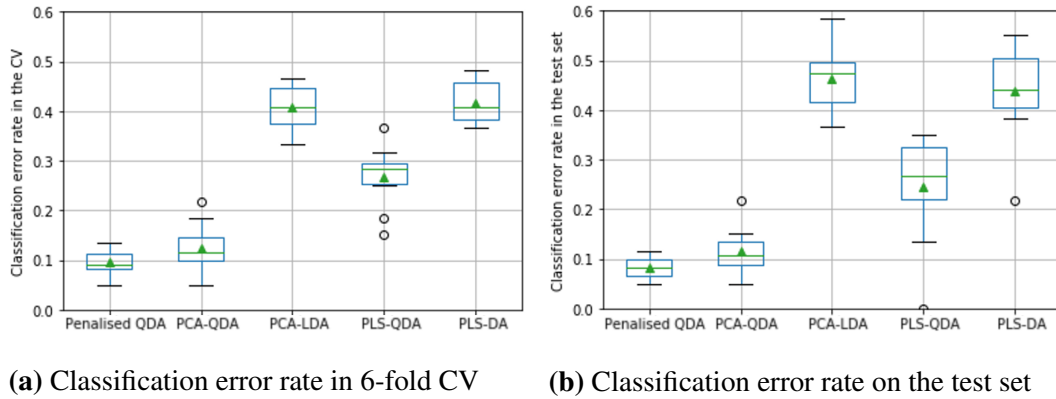 Classification error rate in the CV
0.6
0.5
0.4
0.3
0.2
0.1
0.0
Penalised QDA PCA-QDA PCA-LDA PLS-QDA PLS-DA
(a) Classification error rate in 6-fold CV
Classification error rate in the test set
0.6
0.5
0.4
0.3
0.2
0.1
0.0
Penalised QDA PCA-QDA PCA-LDA PLS-QDA PLS-DA
(b) Classification error rate on the test set